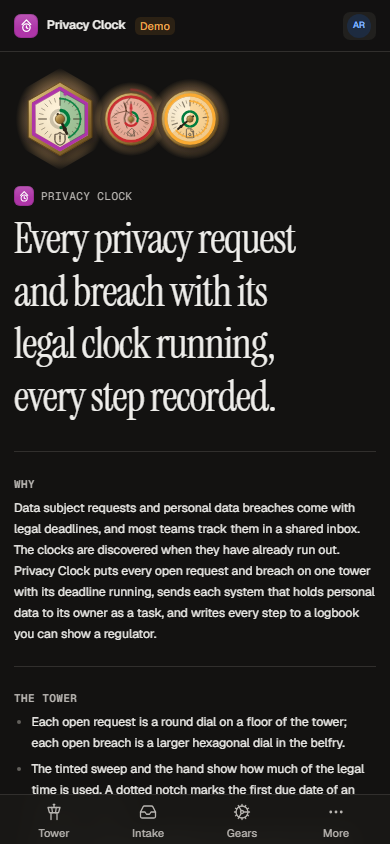 Privacy Clock Demo AR
PRIVACY CLOCK
Every privacy request
and breach with its
legal clock running,
every step recorded.
WHY
Data subject requests and personal data breaches come with
legal deadlines, and most teams track them in a shared inbox.
The clocks are discovered when they have already run out.
Privacy Clock puts every open request and breach on one tower
with its deadline running, sends each system that holds personal
data to its owner as a task, and writes every step to a logbook
you can show a regulator.
THE TOWER
• Each open request is a round dial on a floor of the tower;
each open breach is a larger hexagonal dial in the belfry.
• The tinted sweep and the hand show how much of the legal
time is used. A dotted notch marks the first due date of an
Tower Intake Gears More